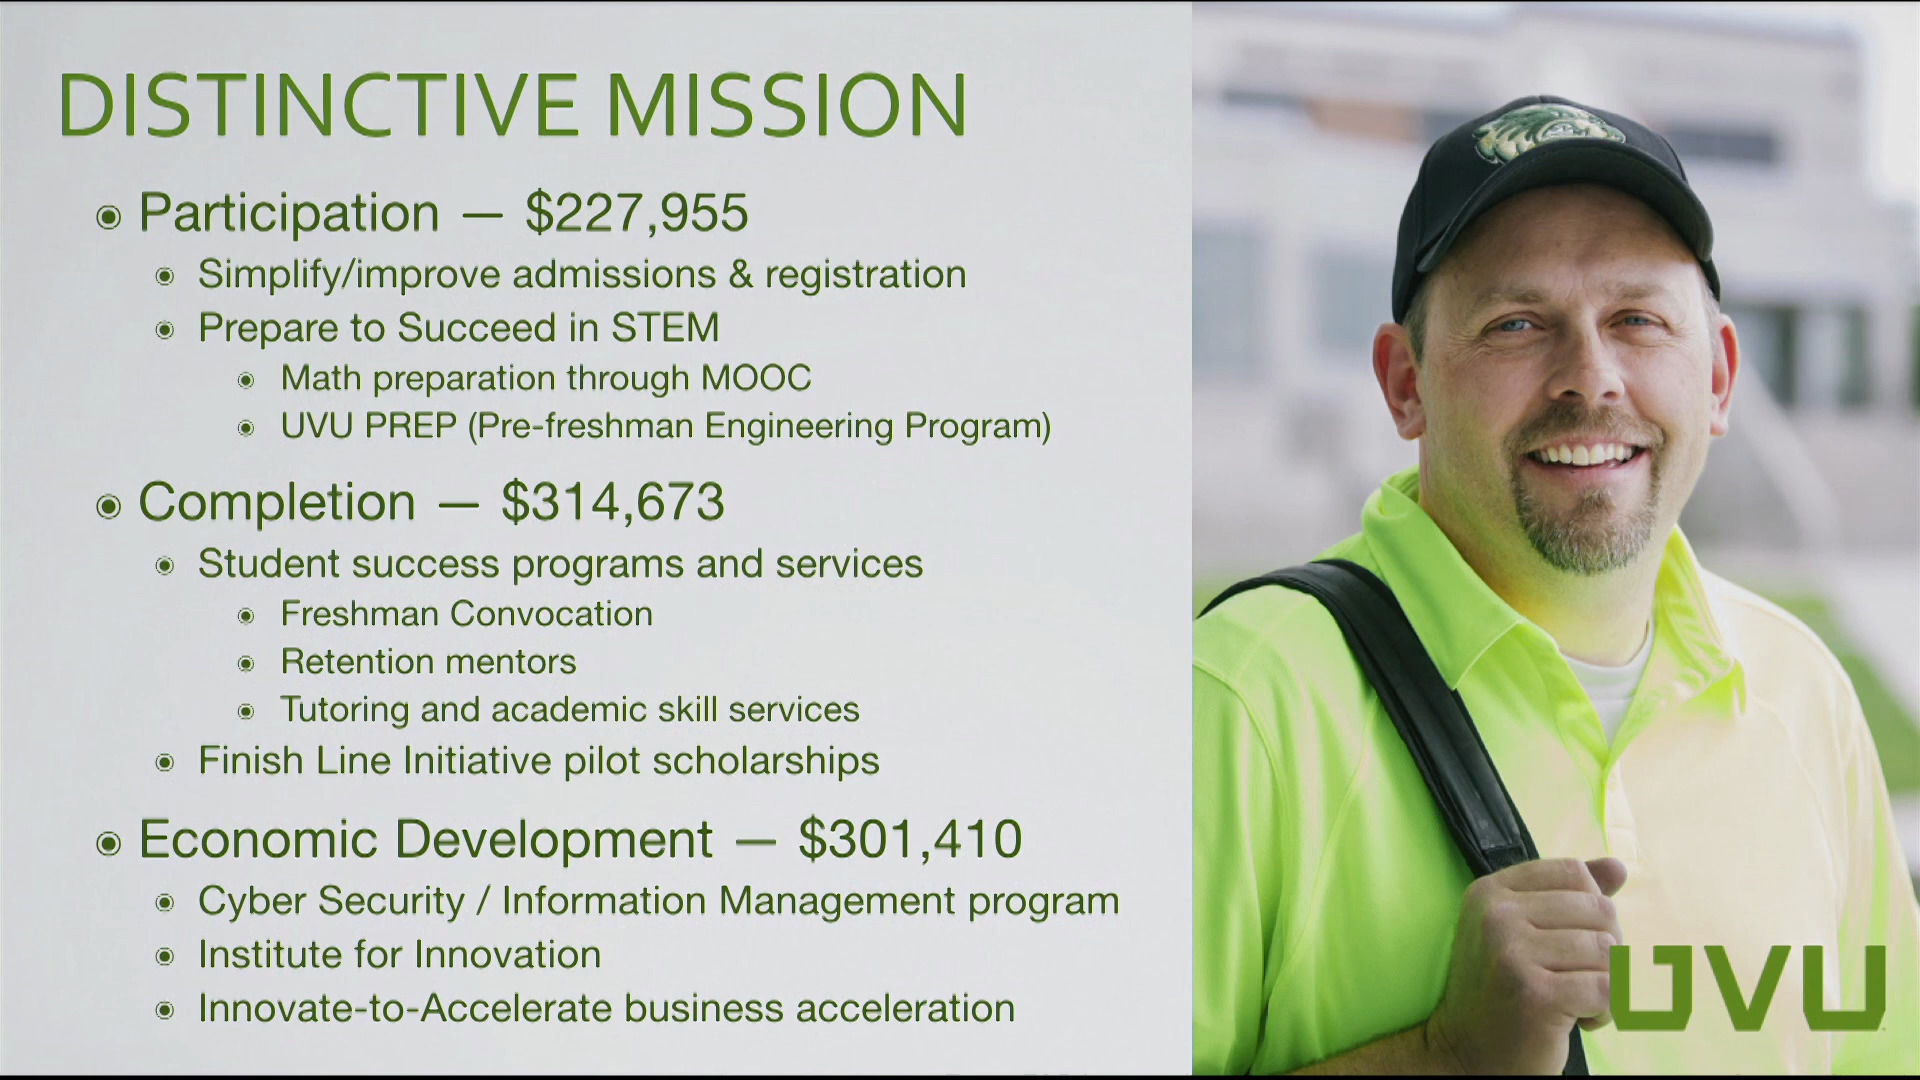 DISTINCTIVE MISSION
Participation — $227,955
Simplify/improve admissions & registration
Prepare to Succeed in STEM
Math preparation through MOOC
UVU PREP (Pre-freshman Engineering Program)
Completion — $314,673
Student success programs and services
Freshman Convocation
Retention mentors
Tutoring and academic skill services
Finish Line Initiative pilot scholarships
Economic Development — $301,410
Cyber Security / Information Management program
Institute for Innovation
Innovate-to-Accelerate business acceleration
UVU